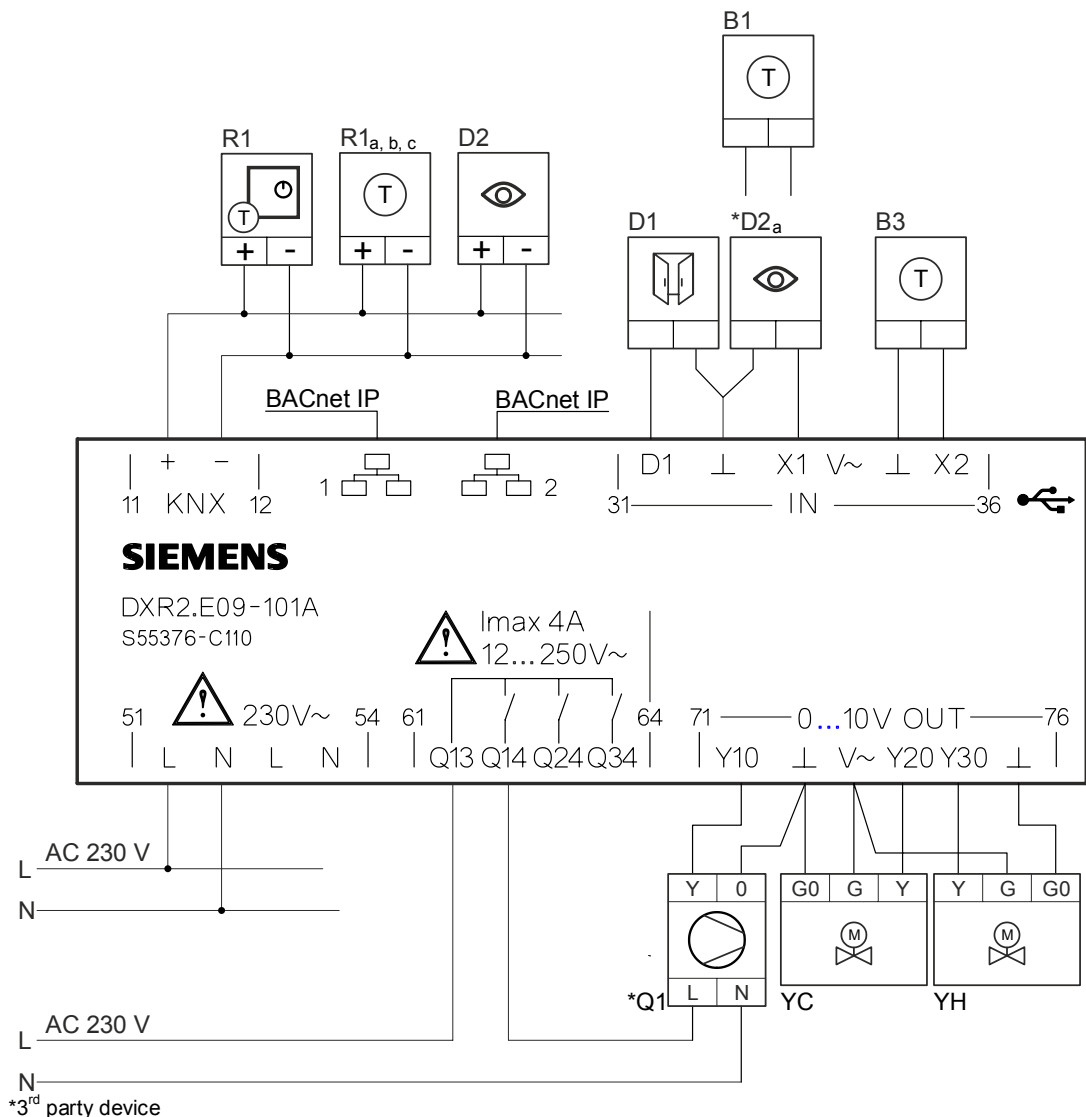 B1
T
R1
R1a, b, c
D2
T
T
+ -
+ -
+ -
D1
*D2a
B3
T
BACnet IP
BACnet IP
+ -
11 KNX 12
1
2
D1 ⊥ X1 V~ ⊥ X2
31 IN 36
SIEMENS
DXR2.E09-101A
S55376-C110
! Imax 4A
12...250V~
51 ! 230V~ 54 61 64 71 0...10V OUT 76
L N L N Q13 Q14 Q24 Q34 Y10 ⊥ V~ Y20 Y30 ⊥
L AC 230 V
N
Y 0
G0 G Y
Y G G0
M
M
*Q1 L N
YC
YH
L AC 230 V
N
*3rd party device